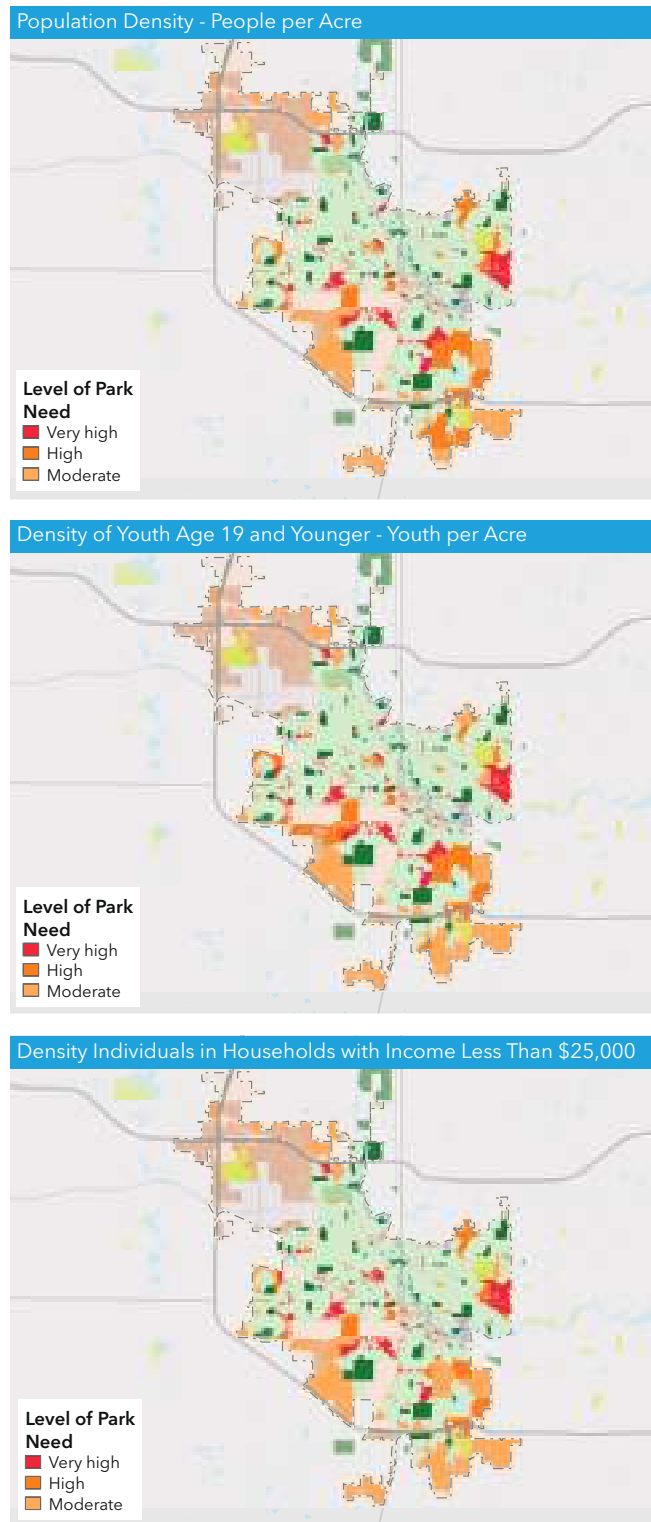 Population Density - People per Acre
Level of Park
Need
Very high
High
Moderate
Density of Youth Age 19 and Younger - Youth per Acre
Level of Park
Need
Very high
High
Moderate
Density Individuals in Households with Income Less Than $25,000
Level of Park
Need
Very high
High
Moderate